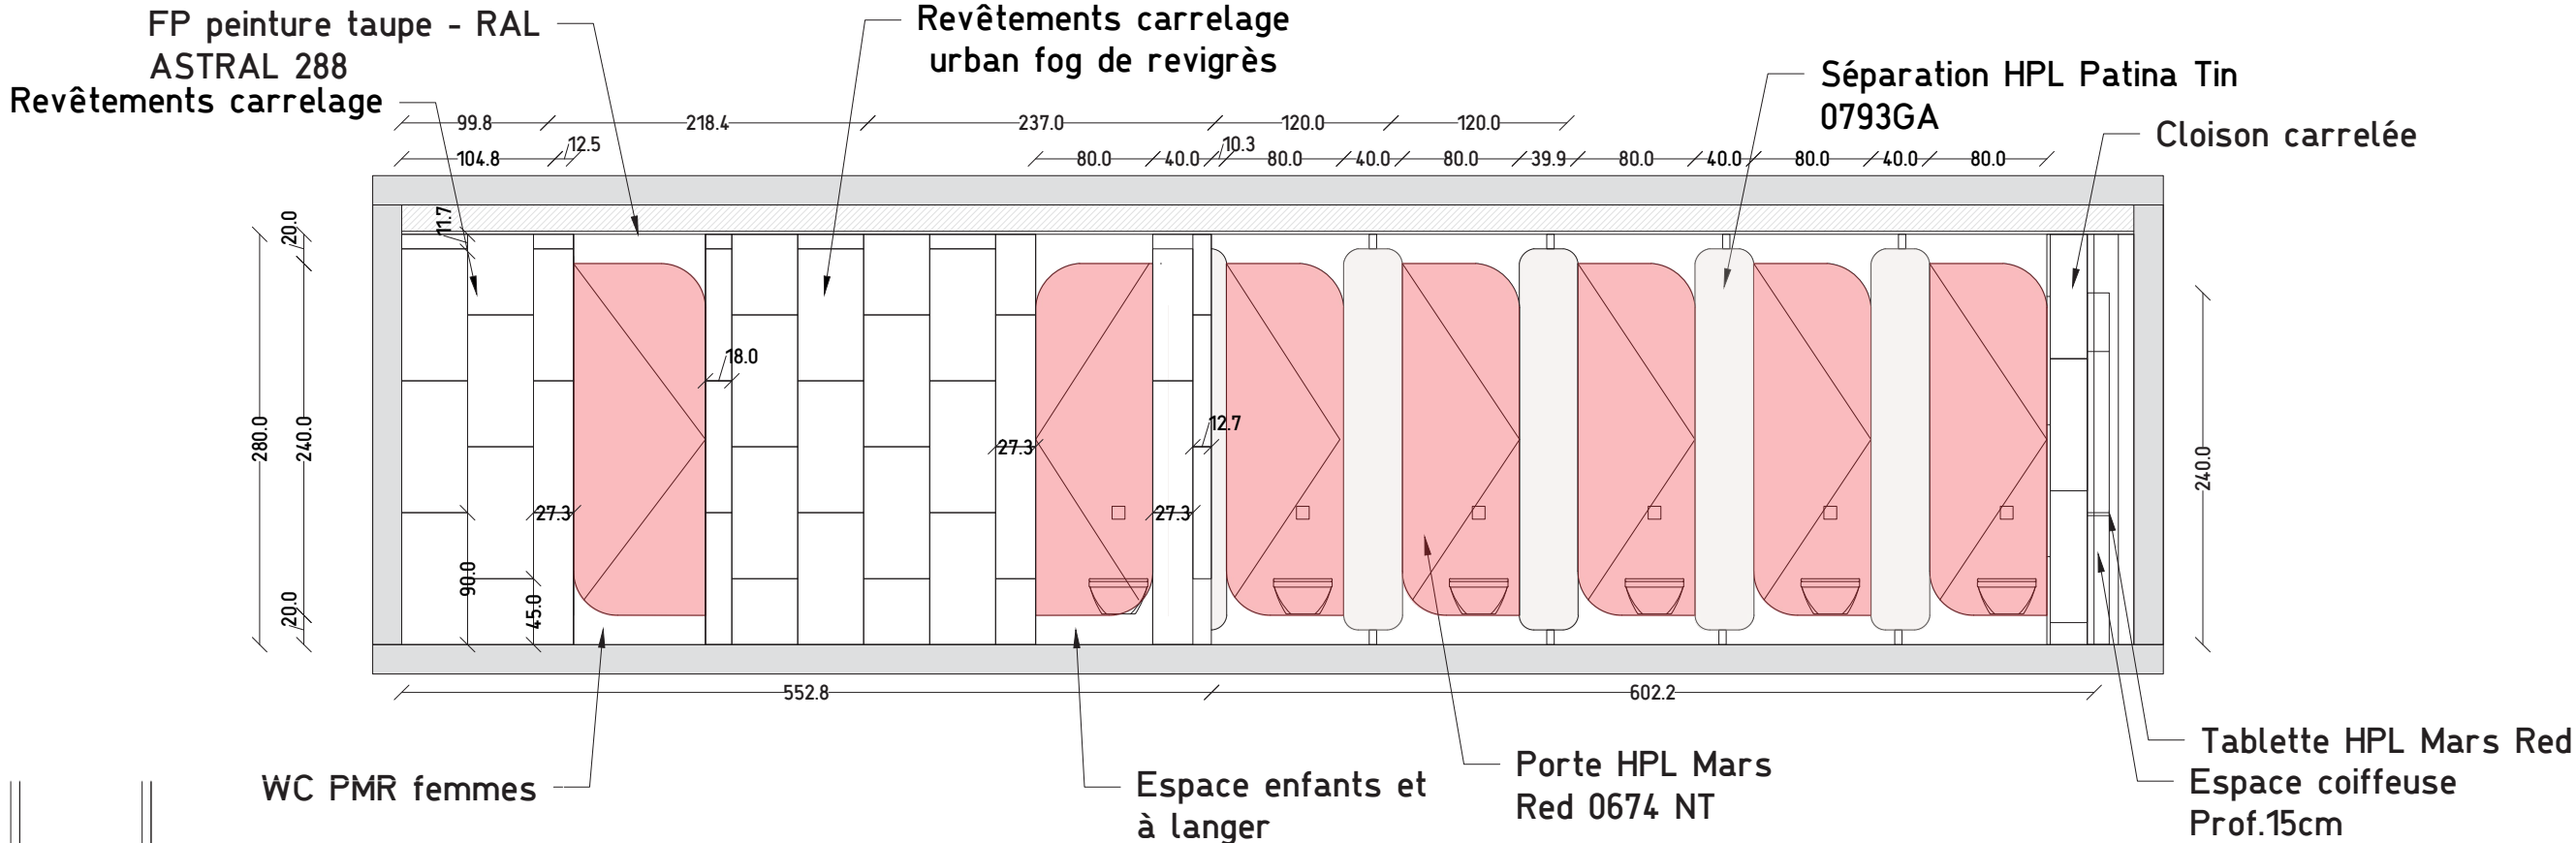 FP peinture taupe - RAL
ASTRAL 288
Revêtements carrelage
Revêtements carrelage
urban fog de revigrès
Séparation HPL Patina Tin
0793GA
Cloison carrelée
99.8 218.4 237.0 120.0 120.0
104.8 12.5 80.0 40.0 10.3 80.0 40.0 80.0 39.9 80.0 40.0 80.0 40.0 80.0
20.0
11.7
18.0
280.0
240.0
12.7
27.3
240.0
27.3
27.3
90.0
45.0
20.0
552.8 602.2
WC PMR femmes
Espace enfants et
à langer
Porte HPL Mars
Red 0674 NT
Tablette HPL Mars Red
Espace coiffeuse
Prof.15cm